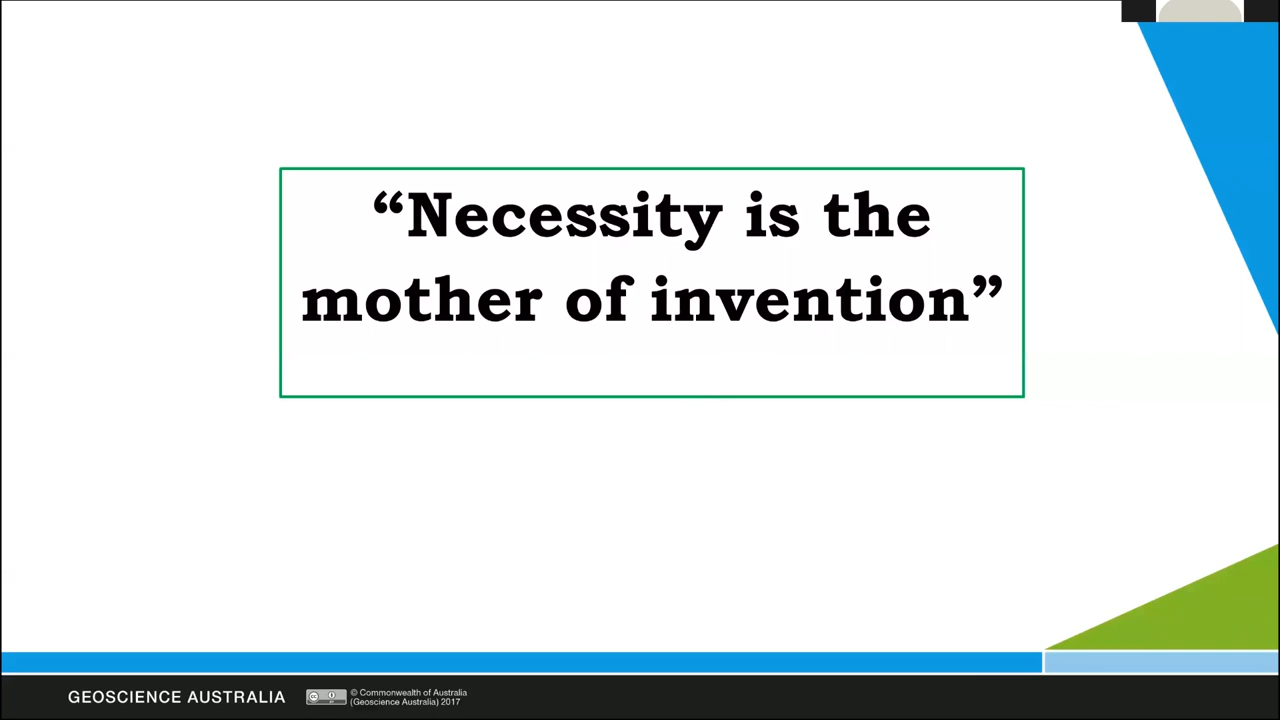 “Necessity is the
mother of invention”
GEOSCIENCE AUSTRALIA
© Commonwealth of Australia
(Geoscience Australia) 2017